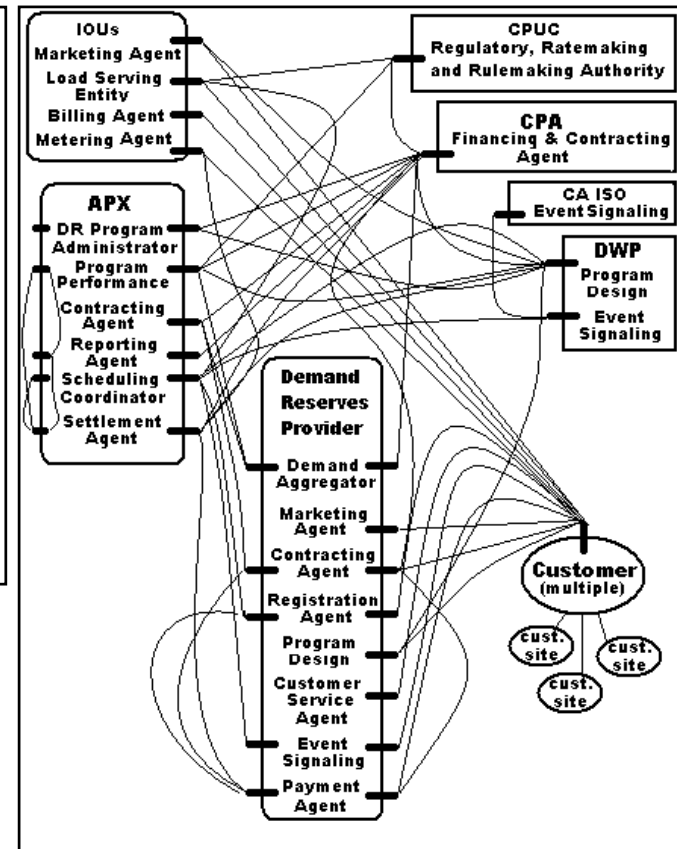 IOUs
Marketing Agent
Load Serving
Entity
Billing Agent
Metering Agent
CPUC
Regulatory, Ratemaking
and Rulemaking Authority
CPA
Financing & Contracting
Agent
CA ISO
EventSignaling
DWP
Program
Design
Event
Signaling
APX
DR Program
Administrator
Program
Performance
Contracting
Agent
Reporting
Agent
Scheduling
Coordinator
Settlement
Agent
Demand
Reserves
Provider
Demand
Aggregator
Marketing
Agent
Contracting
Agent
Registration
Agent
Program
Design
Customer
Service
Agent
Event
Signaling
Payment
Agent
Customer
(multiple)
cust.
site
cust.
site
cust.
site